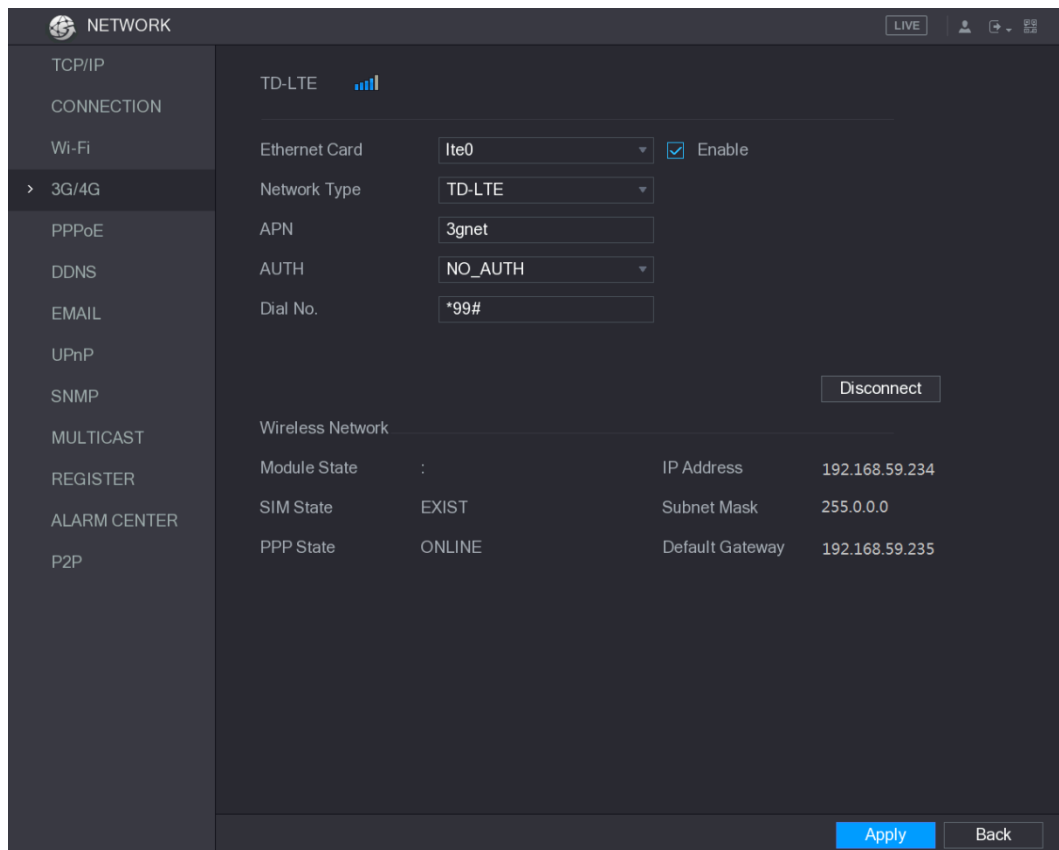 NETWORK
LIVE
TCP/IP
CONNECTION
Wi-Fi
3G/4G
PPPoE
DDNS
EMAIL
UPnP
SNMP
MULTICAST
REGISTER
ALARM CENTER
P2P
TD-LTE
Ethernet Card lte0 Enable
Network Type TD-LTE
APN 3gnet
AUTH NO_AUTH
Dial No. *99#
Disconnect
Wireless Network
Module State : IP Address 192.168.59.234
SIM State EXIST Subnet Mask 255.0.0.0
PPP State ONLINE Default Gateway 192.168.59.235
Apply Back